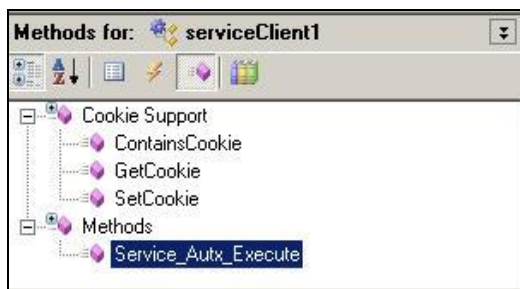 Methods for: serviceClient1
A
Z
Cookie Support
ContainsCookie
GetCookie
SetCookie
Methods
Service_Autx_Execute